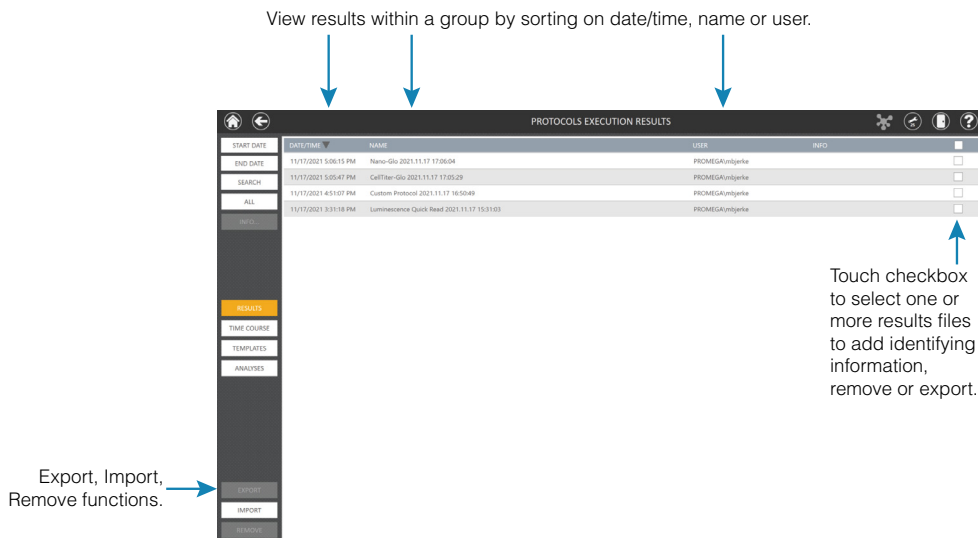 View results within a group by sorting on date/time, name or user.
PROTOCOLS EXECUTION RESULTS
START DATE
END DATE
SEARCH
ALL
INFO...
DATE/TIME NAME USER INFO
11/17/2021 5:06:15 PM Nano-Glo 2021.11.17 17:06:04 PROMEGA\mbjerke
11/17/2021 5:05:47 PM CellTiter-Glo 2021.11.17 17:05:29 PROMEGA\mbjerke
11/17/2021 4:51:07 PM Custom Protocol 2021.11.17 16:50:49 PROMEGA\mbjerke
11/17/2021 3:31:18 PM Luminescence Quick Read 2021.11.17 15:31:03 PROMEGA\mbjerke
Touch checkbox
to select one or
more results files
to add identifying
information,
remove or export.
RESULTS
TIME COURSE
TEMPLATES
ANALYSES
Export, Import,
Remove functions.
EXPORT
IMPORT
REMOVE